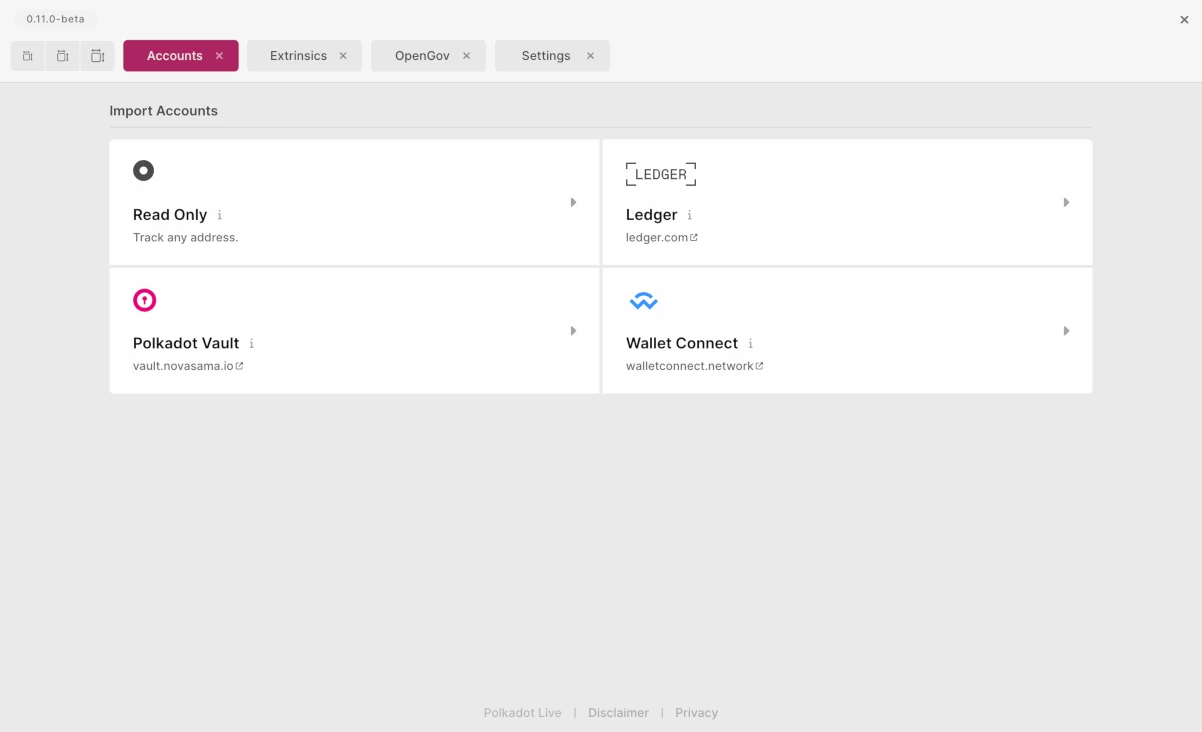 0.11.0-beta
Accounts Extrinsics OpenGov Settings
Import Accounts
LEDGER
Read Only
Track any address.
Ledger
ledger.com
Polkadot Vault
vault.novasama.io
Wallet Connect
walletconnect.network
Polkadot Live | Disclaimer | Privacy